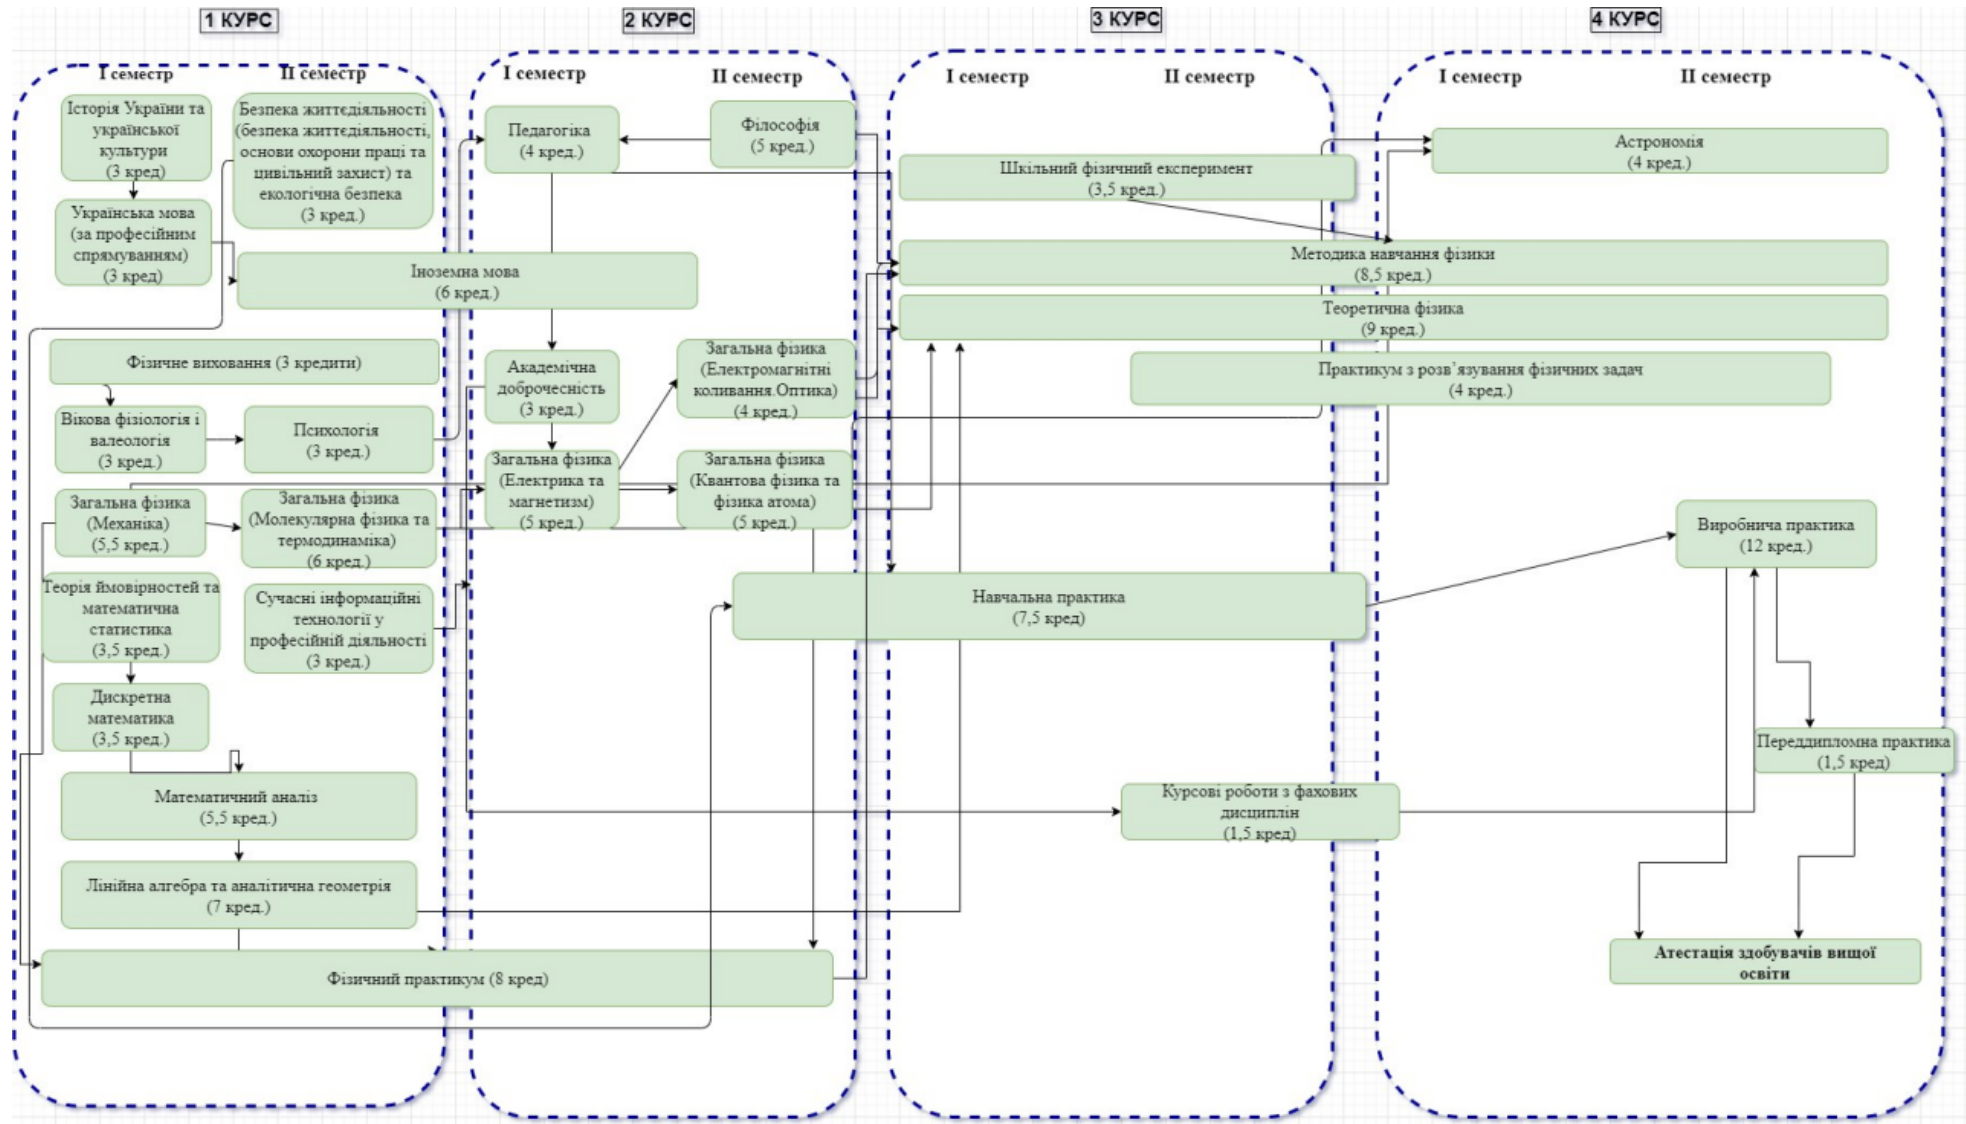 1 КУРС
2 КУРС
3 КУРС
4 КУРС
І семестр
ІІ семестр
І семестр
ІІ семестр
І семестр
ІІ семестр
І семестр
ІІ семестр
Історія України та
української
культури
(3 кред)
Безпека життєдіяльності
(безпека життєдіяльності,
основи охорони праці та
цивільний захист) та
екологічна безпека
(3 кред.)
Українська мова
(за професійним
спрямуванням)
(3 кред)
Іноземна мова
(6 кред.)
Фізичне виховання (3 кредити)
Вікова фізіологія і
валеологія
(3 кред.)
Психологія
(3 кред.)
Загальна фізика
(Механіка)
(5,5 кред.)
Загальна фізика
(Молекулярна фізика та
термодинаміка)
(6 кред.)
Теорія ймовірностей та
математична
статистика
(3,5 кред.)
Сучасні інформаційні
технології у
професійній діяльності
(3 кред.)
Дискретна
математика
(3,5 кред.)
Математичний аналіз
(5,5 кред.)
Лінійна алгебра та аналітична геометрія
(7 кред.)
Фізичний практикум (8 кред)
Педагогіка
(4 кред.)
Філософія
(5 кред.)
Академічна
доброчесність
(3 кред.)
Загальна фізика
(Електромагнітні
коливання.Оптика)
(4 кред.)
Загальна фізика
(Електрика та
магнетизм)
(5 кред.)
Загальна фізика
(Квантова фізика та
фізика атома)
(5 кред.)
Навчальна практика
(7,5 кред)
Шкільний фізичний експеримент
(3,5 кред.)
Астрономія
(4 кред.)
Методика навчання фізики
(8,5 кред.)
Теоретична фізика
(9 кред.)
Практикум з розв’язування фізичних задач
(4 кред.)
Виробнича практика
(12 кред.)
Переддипломна практика
(1,5 кред)
Курсові роботи з фахових
дисциплін
(1,5 кред)
Атестація здобувачів вищої
освіти